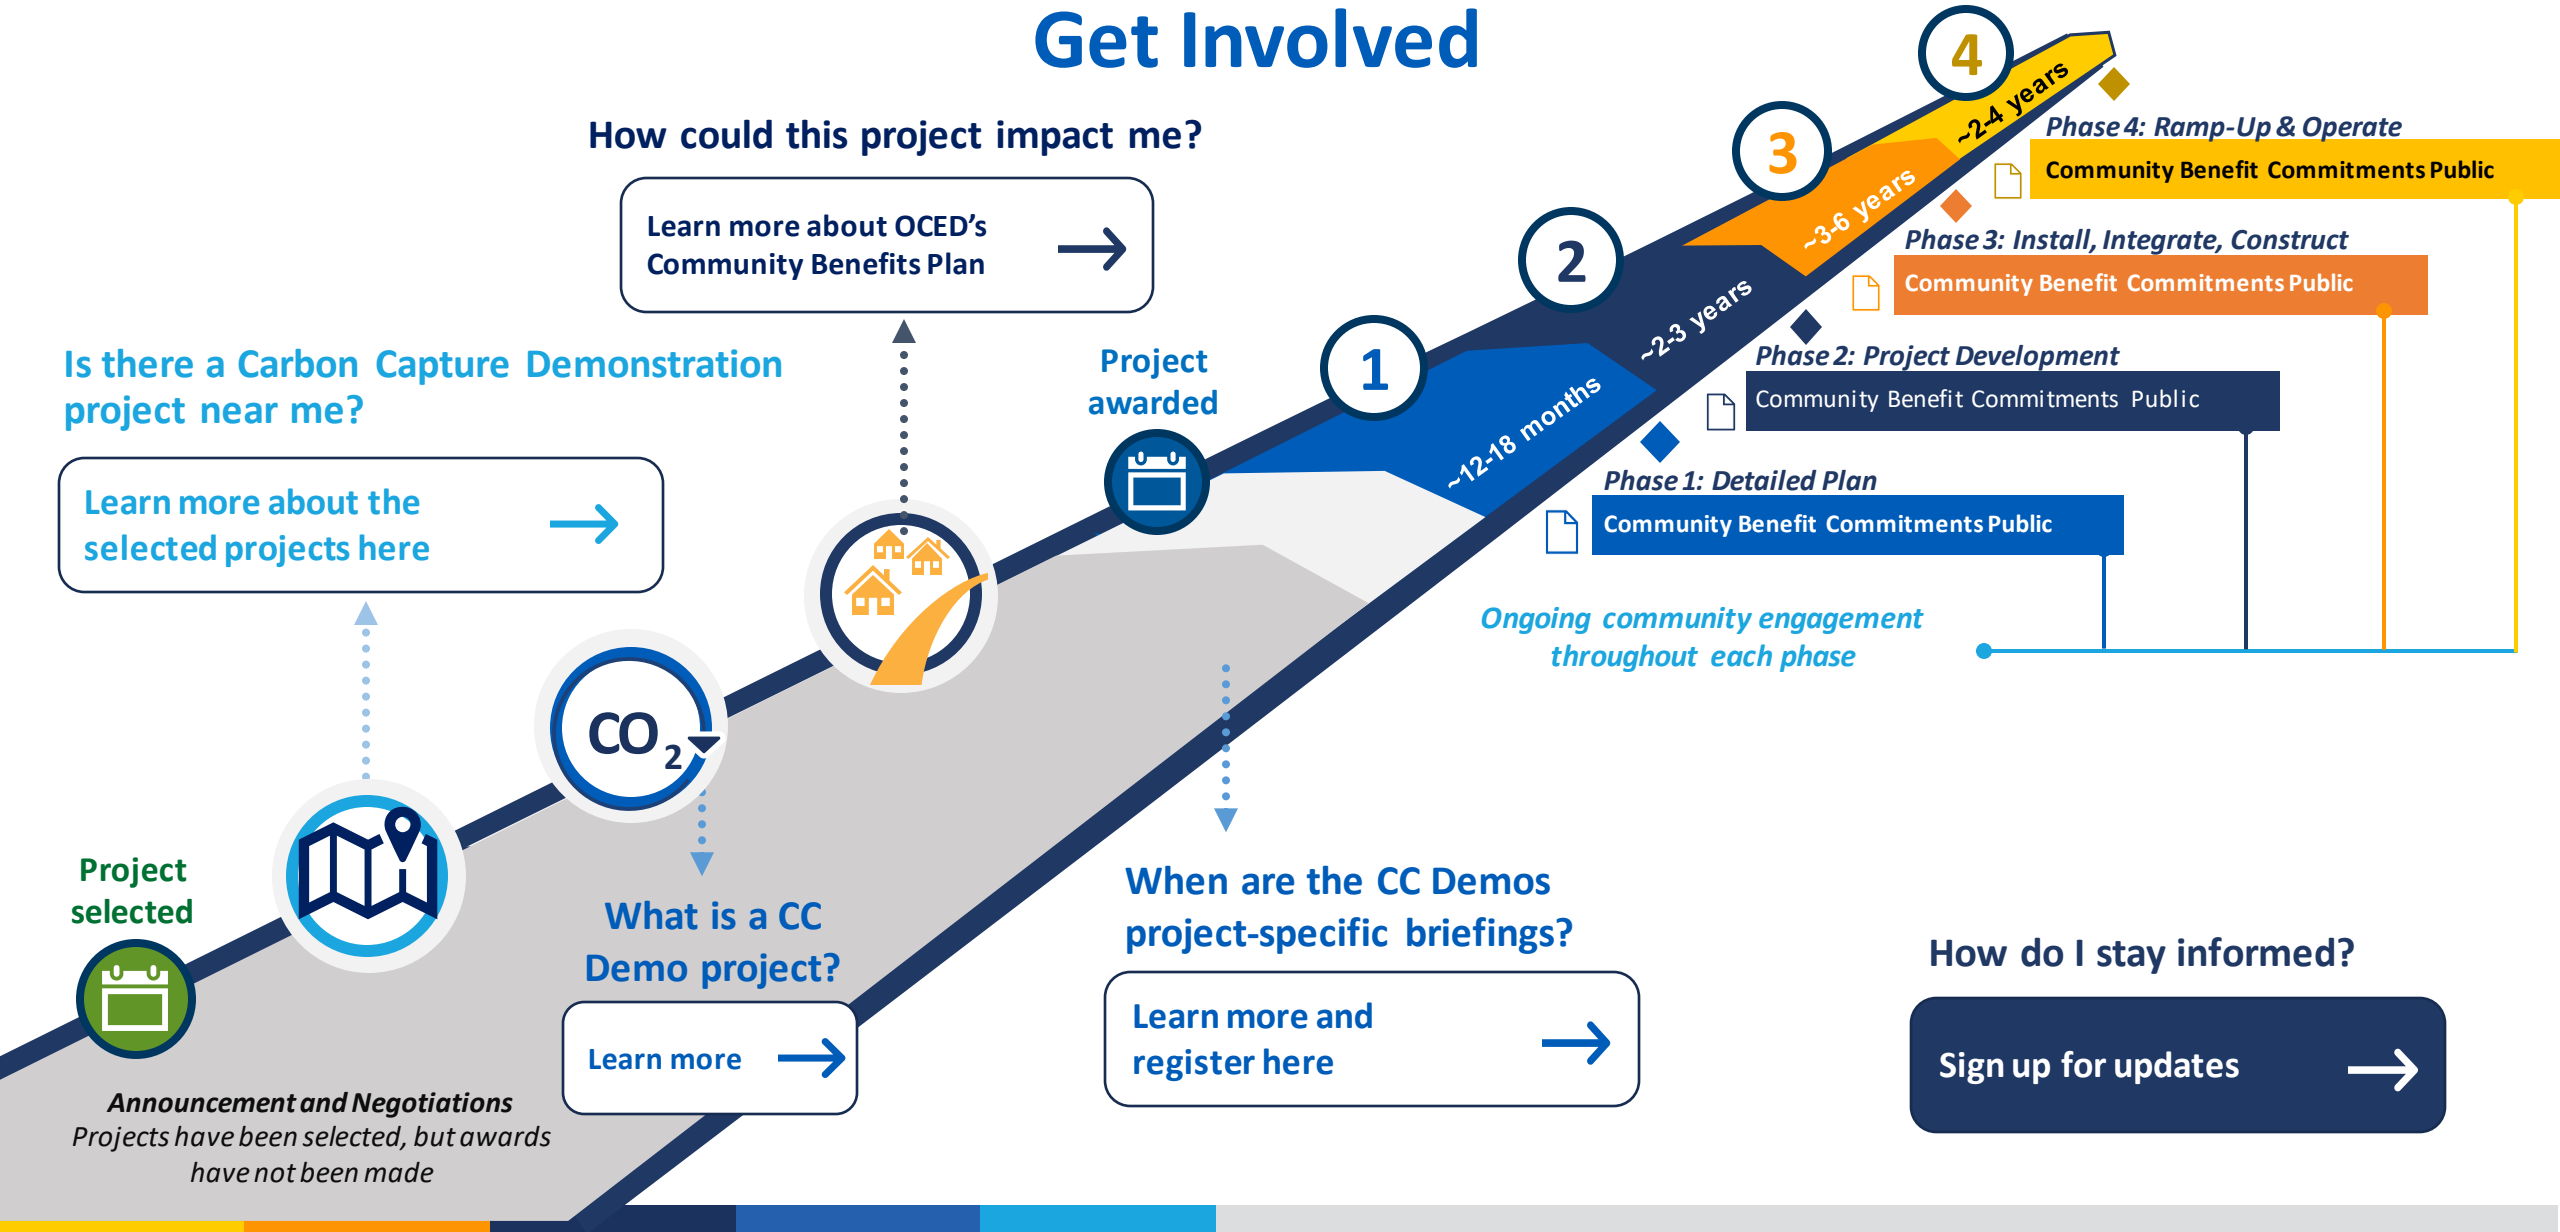 Get Involved
How could this project impact me?
Learn more about OCED's
Community Benefits Plan
Is there a Carbon Capture Demonstration
project near me?
Learn more about the
selected projects here
Project
awarded
1
2
3
4
~12-18 months
~2-3 years
~3-6 years
~2-4 years
Phase 4: Ramp-Up & Operate
Community Benefit Commitments Public
Phase 3: Install, Integrate, Construct
Community Benefit Commitments Public
Phase 2: Project Development
Community Benefit Commitments Public
Phase 1: Detailed Plan
Community Benefit Commitments Public
Ongoing community engagement
throughout each phase
CO2
Project
selected
What is a CC
Demo project?
Learn more
When are the CC Demos
project-specific briefings?
Learn more and
register here
How do I stay informed?
Sign up for updates
Announcement and Negotiations
Projects have been selected, but awards
have not been made